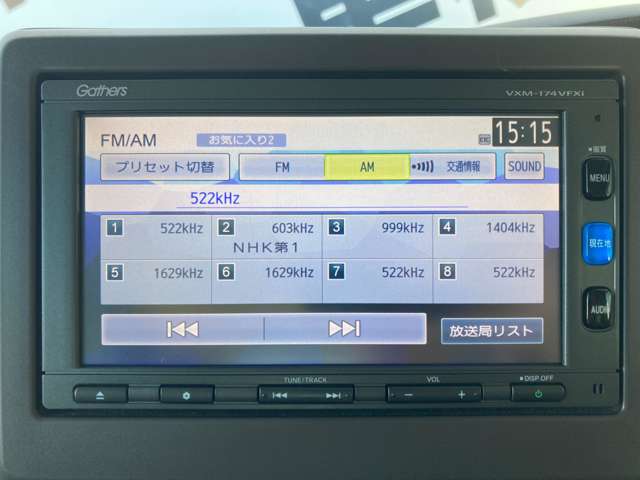 Gathers
VXM-174VFXi
FM/AM
お気に入り2
ETC
15:15
プリセット切替
FM
AM
交通情報
SOUND
522kHz
1 522kHz
2 603kHz
NHK第1
3 999kHz
4 1404kHz
5 1629kHz
6 1629kHz
7 522kHz
8 522kHz
放送局リスト
画質
MENU
現在地
AUDIO
TUNE/TRACK
VOL
DISP OFF